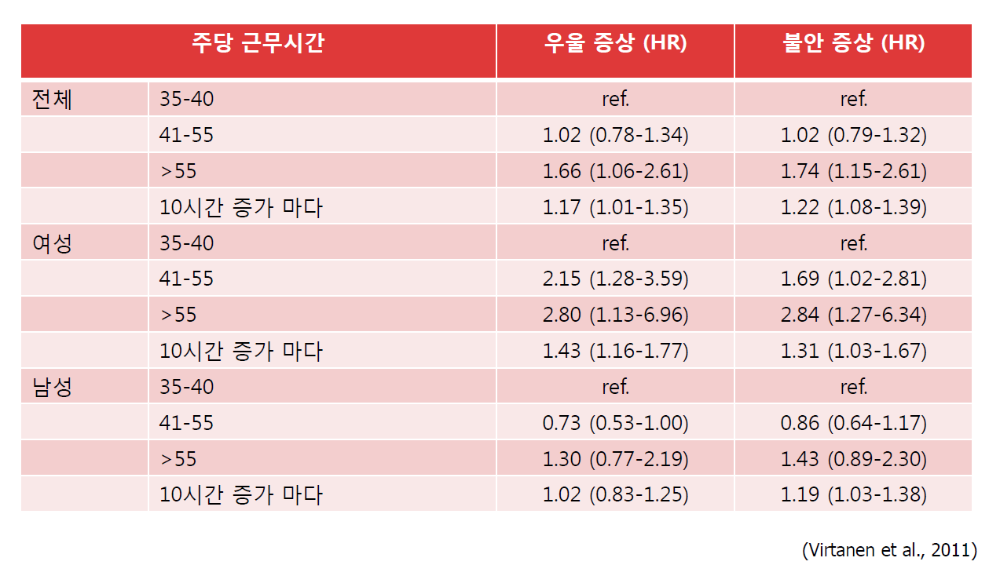 주당 근무시간 우울 증상 (HR) 불안 증상 (HR)
전체 35-40 ref. ref.
41-55 1.02 (0.78-1.34) 1.02 (0.79-1.32)
>55 1.66 (1.06-2.61) 1.74 (1.15-2.61)
10시간 증가 마다 1.17 (1.01-1.35) 1.22 (1.08-1.39)
여성 35-40 ref. ref.
41-55 2.15 (1.28-3.59) 1.69 (1.02-2.81)
>55 2.80 (1.13-6.96) 2.84 (1.27-6.34)
10시간 증가 마다 1.43 (1.16-1.77) 1.31 (1.03-1.67)
남성 35-40 ref. ref.
41-55 0.73 (0.53-1.00) 0.86 (0.64-1.17)
>55 1.30 (0.77-2.19) 1.43 (0.89-2.30)
10시간 증가 마다 1.02 (0.83-1.25) 1.19 (1.03-1.38)
(Virtanen et al., 2011)